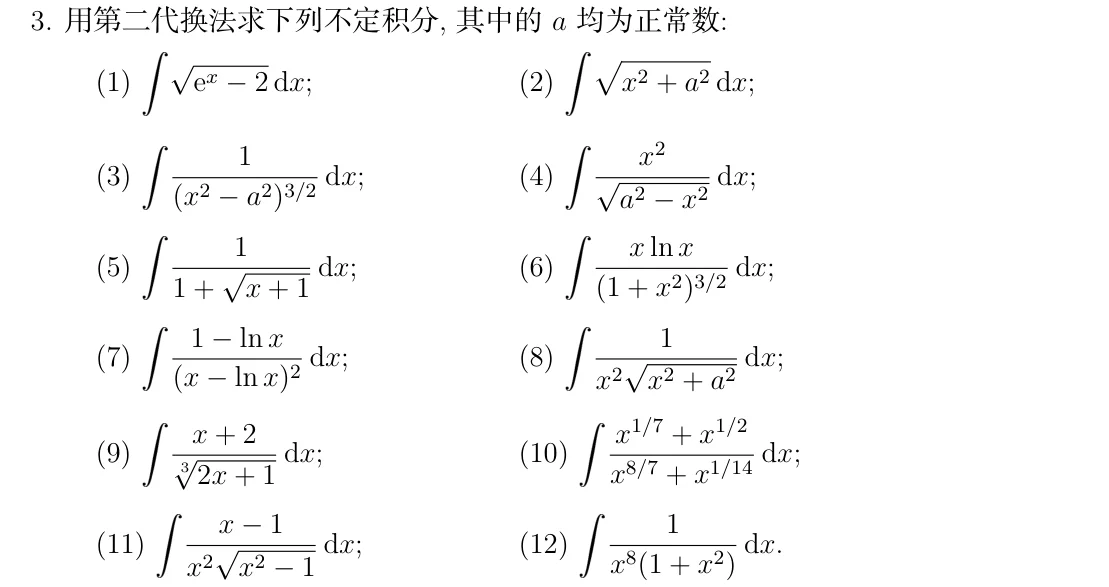 3. 用第二代换法求下列不定积分, 其中的 a 均为正常数:
(1) ∫ √(eˣ − 2) dx; (2) ∫ √(x² + a²) dx;
(3) ∫ 1/(x² − a²)^{3/2} dx; (4) ∫ x²/√(a² − x²) dx;
(5) ∫ 1/(1 + √(x + 1)) dx; (6) ∫ (x ln x)/(1 + x²)^{3/2} dx;
(7) ∫ (1 − ln x)/(x − ln x)² dx; (8) ∫ 1/(x²√(x² + a²)) dx;
(9) ∫ (x + 2)/∛(2x + 1) dx; (10) ∫ (x^{1/7} + x^{1/2})/(x^{8/7} + x^{1/14}) dx;
(11) ∫ (x − 1)/(x²√(x² − 1)) dx; (12) ∫ 1/(x⁸(1 + x²)) dx.